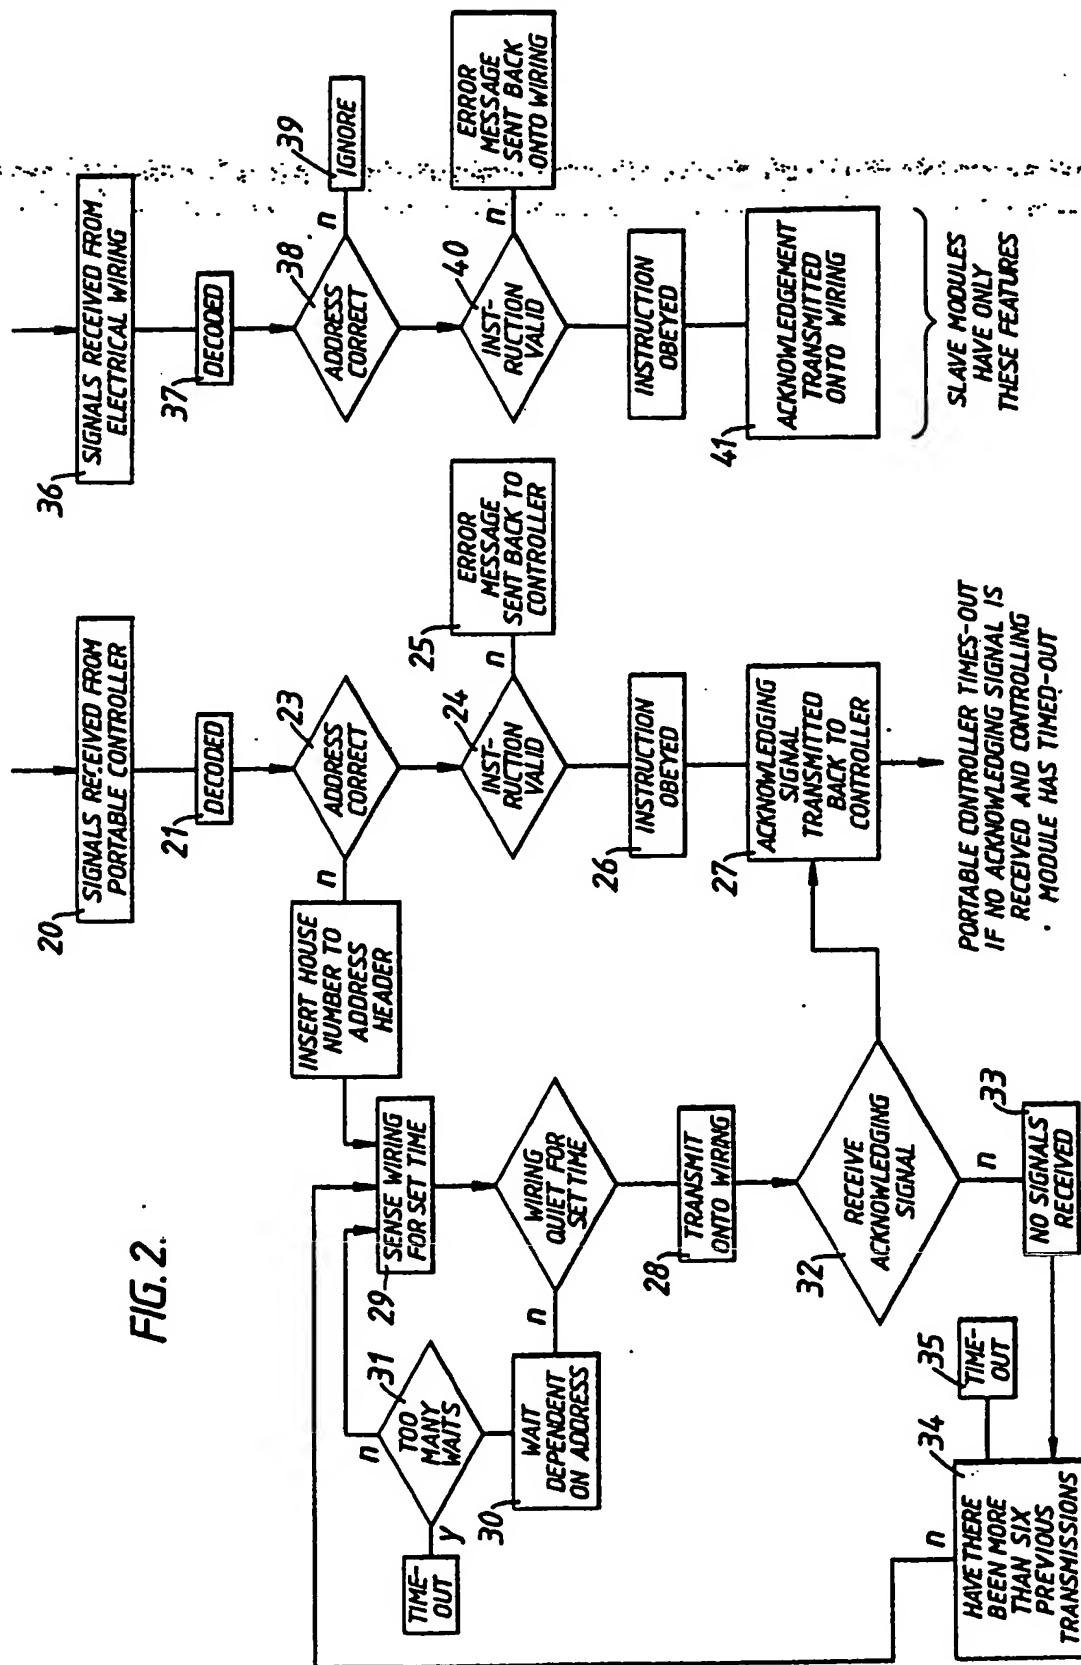 FIG. 2.
20
SIGNALS RECEIVED FROM
PORTABLE CONTROLLER
21
DECODED
23
ADDRESS
CORRECT
n
INSERT HOUSE
NUMBER TO
ADDRESS
HEADER
24
INST-
RUCTION
VALID
n
25
ERROR
MESSAGE
SENT BACK TO
CONTROLLER
26
INSTRUCTION
OBEYED
27
ACKNOWLEDGING
SIGNAL
TRANSMITTED
BACK TO
CONTROLLER
PORTABLE CONTROLLER TIMES-OUT
IF NO ACKNOWLEDGING SIGNAL IS
RECEIVED AND CONTROLLING
MODULE HAS TIMED-OUT
29
SENSE WIRING
FOR SET TIME
WIRING
QUIET FOR
SET TIME
n
30
WAIT
DEPENDENT
ON ADDRESS
31
TOO
MANY
WAITS
n
y
TIME-
OUT
28
TRANSMIT
ONTO WIRING
32
RECEIVE
ACKNOWLEDGING
SIGNAL
n
33
NO SIGNALS
RECEIVED
34
HAVE THERE
BEEN MORE
THAN SIX
PREVIOUS
TRANSMISSIONS
n
35
TIME-
OUT
36
SIGNALS RECEIVED FROM
ELECTRICAL WIRING
37
DECODED
38
ADDRESS
CORRECT
n
39
IGNORE
40
INST-
RUCTION
VALID
n
ERROR
MESSAGE
SENT BACK
ONTO WIRING
INSTRUCTION
OBEYED
41
ACKNOWLEDGEMENT
TRANSMITTED
ONTO WIRING
SLAVE MODULES
HAVE ONLY
THESE FEATURES